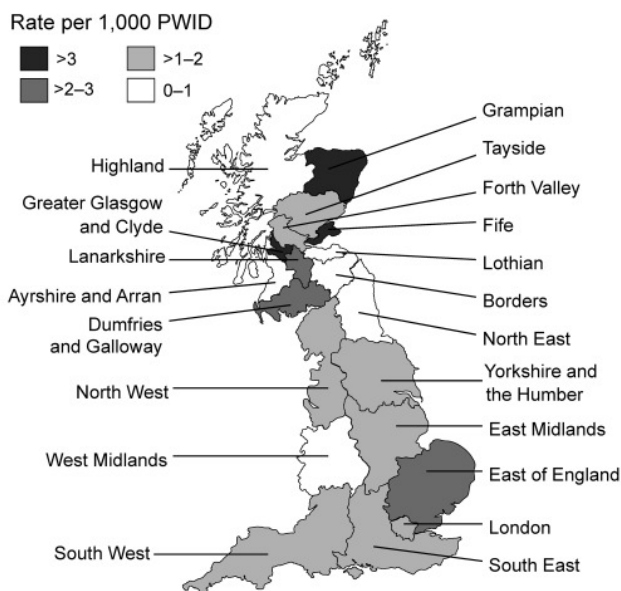 Rate per 1,000 PWID
>3
>1–2
>2–3
0–1
Grampian
Tayside
Highland
Forth Valley
Greater Glasgow
and Clyde
Fife
Lanarkshire
Lothian
Ayrshire and Arran
Borders
Dumfries
and Galloway
North East
North West
Yorkshire and
the Humber
East Midlands
West Midlands
East of England
London
South West
South East